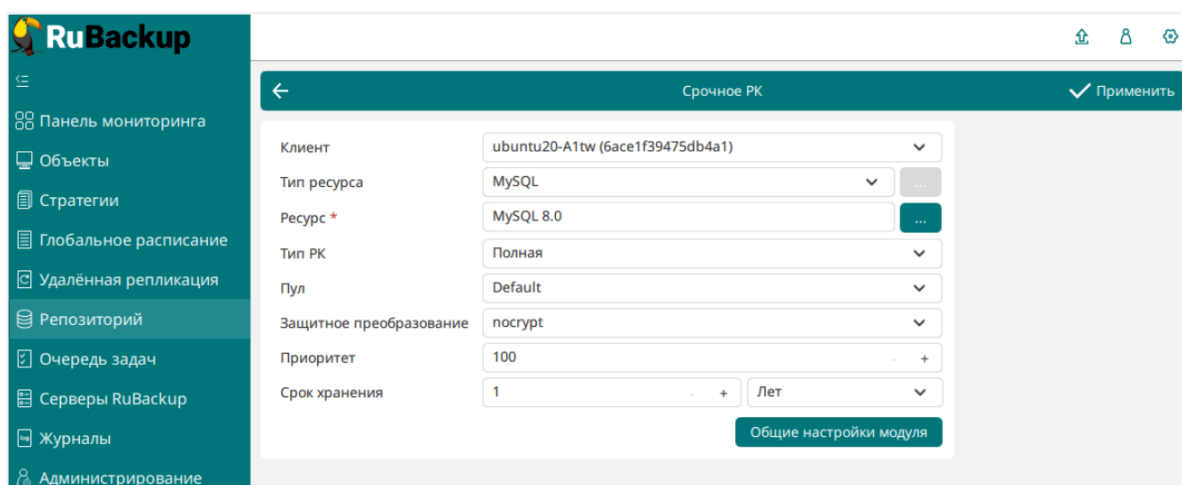 RuBackup
Срочное РК
Применить
Панель мониторинга
Объекты
Стратегии
Глобальное расписание
Удалённая репликация
Репозиторий
Очередь задач
Серверы RuBackup
Журналы
Администрирование
Клиент ubuntu20-A1tw (6ace1f39475db4a1)
Тип ресурса MySQL ...
Ресурс * MySQL 8.0 ...
Тип РК Полная
Пул Default
Защитное преобразование nocrypt
Приоритет 100 - +
Срок хранения 1 - + Лет
Общие настройки модуля